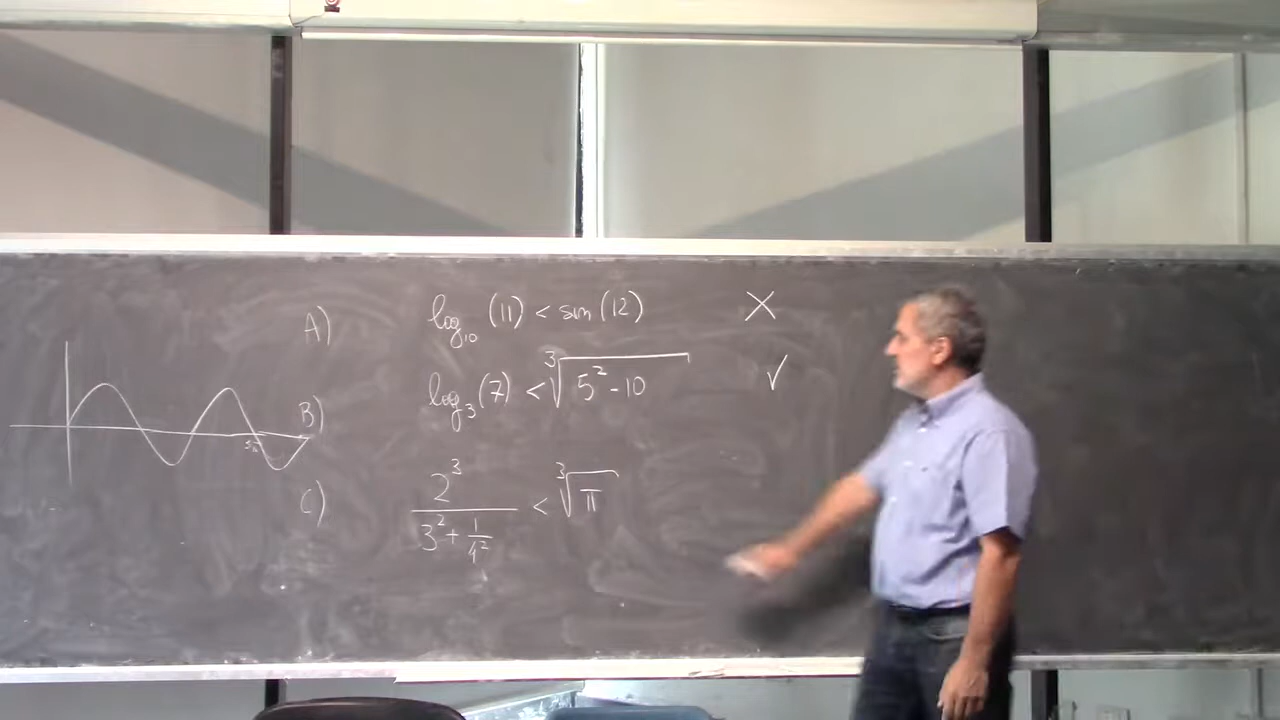 A) log₁₀(11) < sin(12) X
B) log₃(7) < ∛(5²-10) ✓
C) 2³/(3²+1/4²) < ∛π